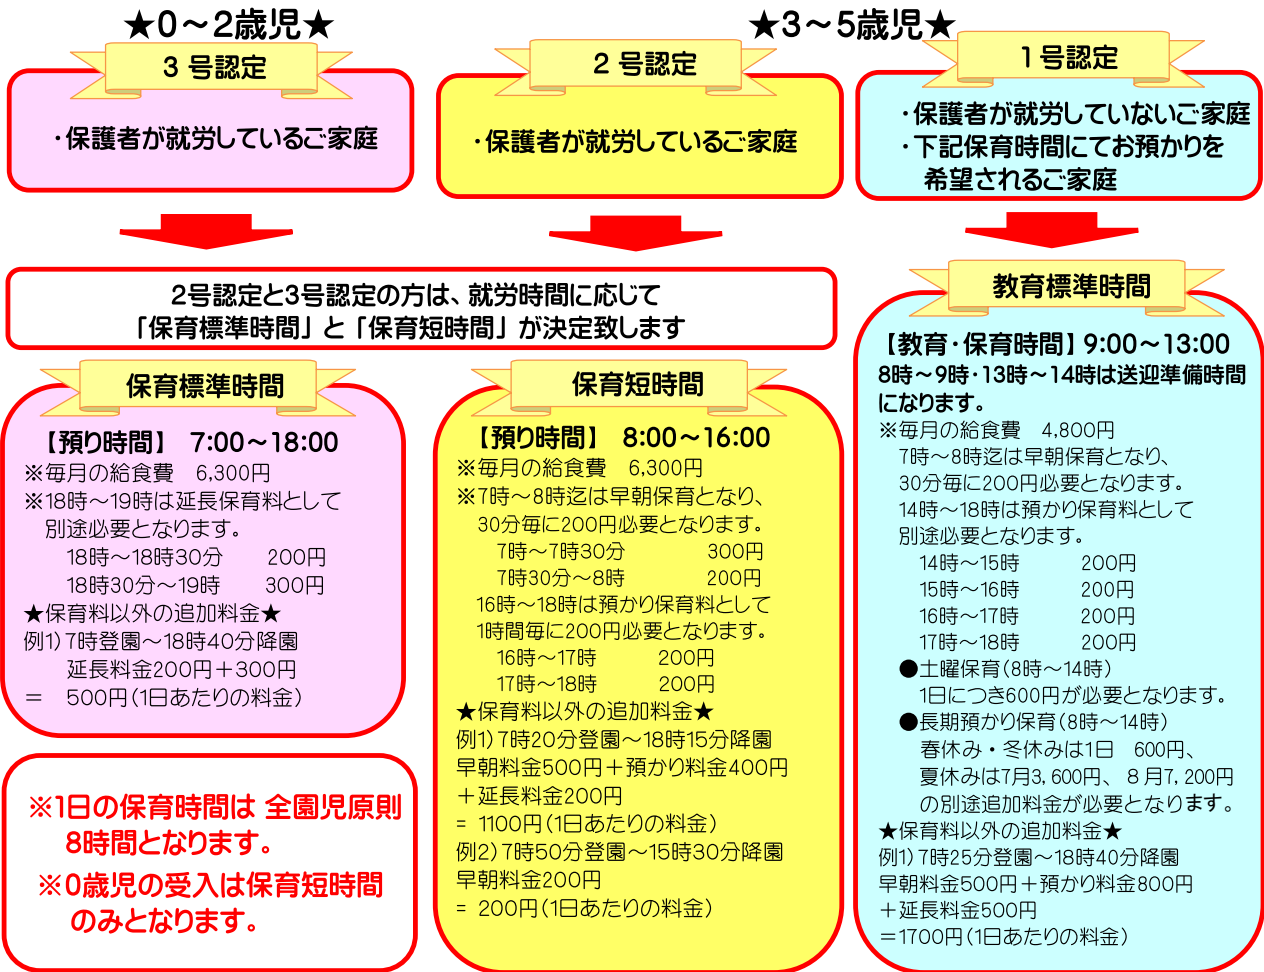 ★0～2歳児★
3 号認定
・保護者が就労しているご家庭
★3～5歳児★
2 号認定
・保護者が就労しているご家庭
1号認定
・保護者が就労していないご家庭
・下記保育時間にてお預かりを
希望されるご家庭
2号認定と3号認定の方は、就労時間に応じて
「保育標準時間」と「保育短時間」が決定致します
保育標準時間
【預り時間】 7:00～18:00
※毎月の給食費 6,300円
※18時～19時は延長保育料として
別途必要となります。
18時～18時30分 200円
18時30分～19時 300円
★保育料以外の追加料金★
例1）7時登園～18時40分降園
延長料金200円＋300円
＝ 500円（1日あたりの料金）
※1日の保育時間は 全園児原則
8時間となります。
※0歳児の受入は保育短時間
のみとなります。
保育短時間
【預り時間】 8:00～16:00
※毎月の給食費 6,300円
※7時～8時迄は早朝保育となり、
30分毎に200円必要となります。
7時～7時30分 300円
7時30分～8時 200円
16時～18時は預かり保育料として
1時間毎に200円必要となります。
16時～17時 200円
17時～18時 200円
★保育料以外の追加料金★
例1）7時20分登園～18時15分降園
早朝料金500円＋預かり料金400円
＋延長料金200円
= 1100円（1日あたりの料金）
例2）7時50分登園～15時30分降園
早朝料金200円
= 200円（1日あたりの料金）
教育標準時間
【教育・保育時間】9:00～13:00
8時～9時・13時～14時は送迎準備時間
になります。
※毎月の給食費 4,800円
7時～8時迄は早朝保育となり、
30分毎に200円必要となります。
14時～18時は預かり保育料として
別途必要となります。
14時～15時 200円
15時～16時 200円
16時～17時 200円
17時～18時 200円
●土曜保育（8時～14時）
1日につき600円が必要となります。
●長期預かり保育（8時～14時）
春休み・冬休みは1日 600円、
夏休みは7月3,600円、８月7,200円
の別途追加料金が必要となります。
★保育料以外の追加料金★
例1）7時25分登園～18時40分降園
早朝料金500円＋預かり料金800円
＋延長料金500円
＝1700円（1日あたりの料金）